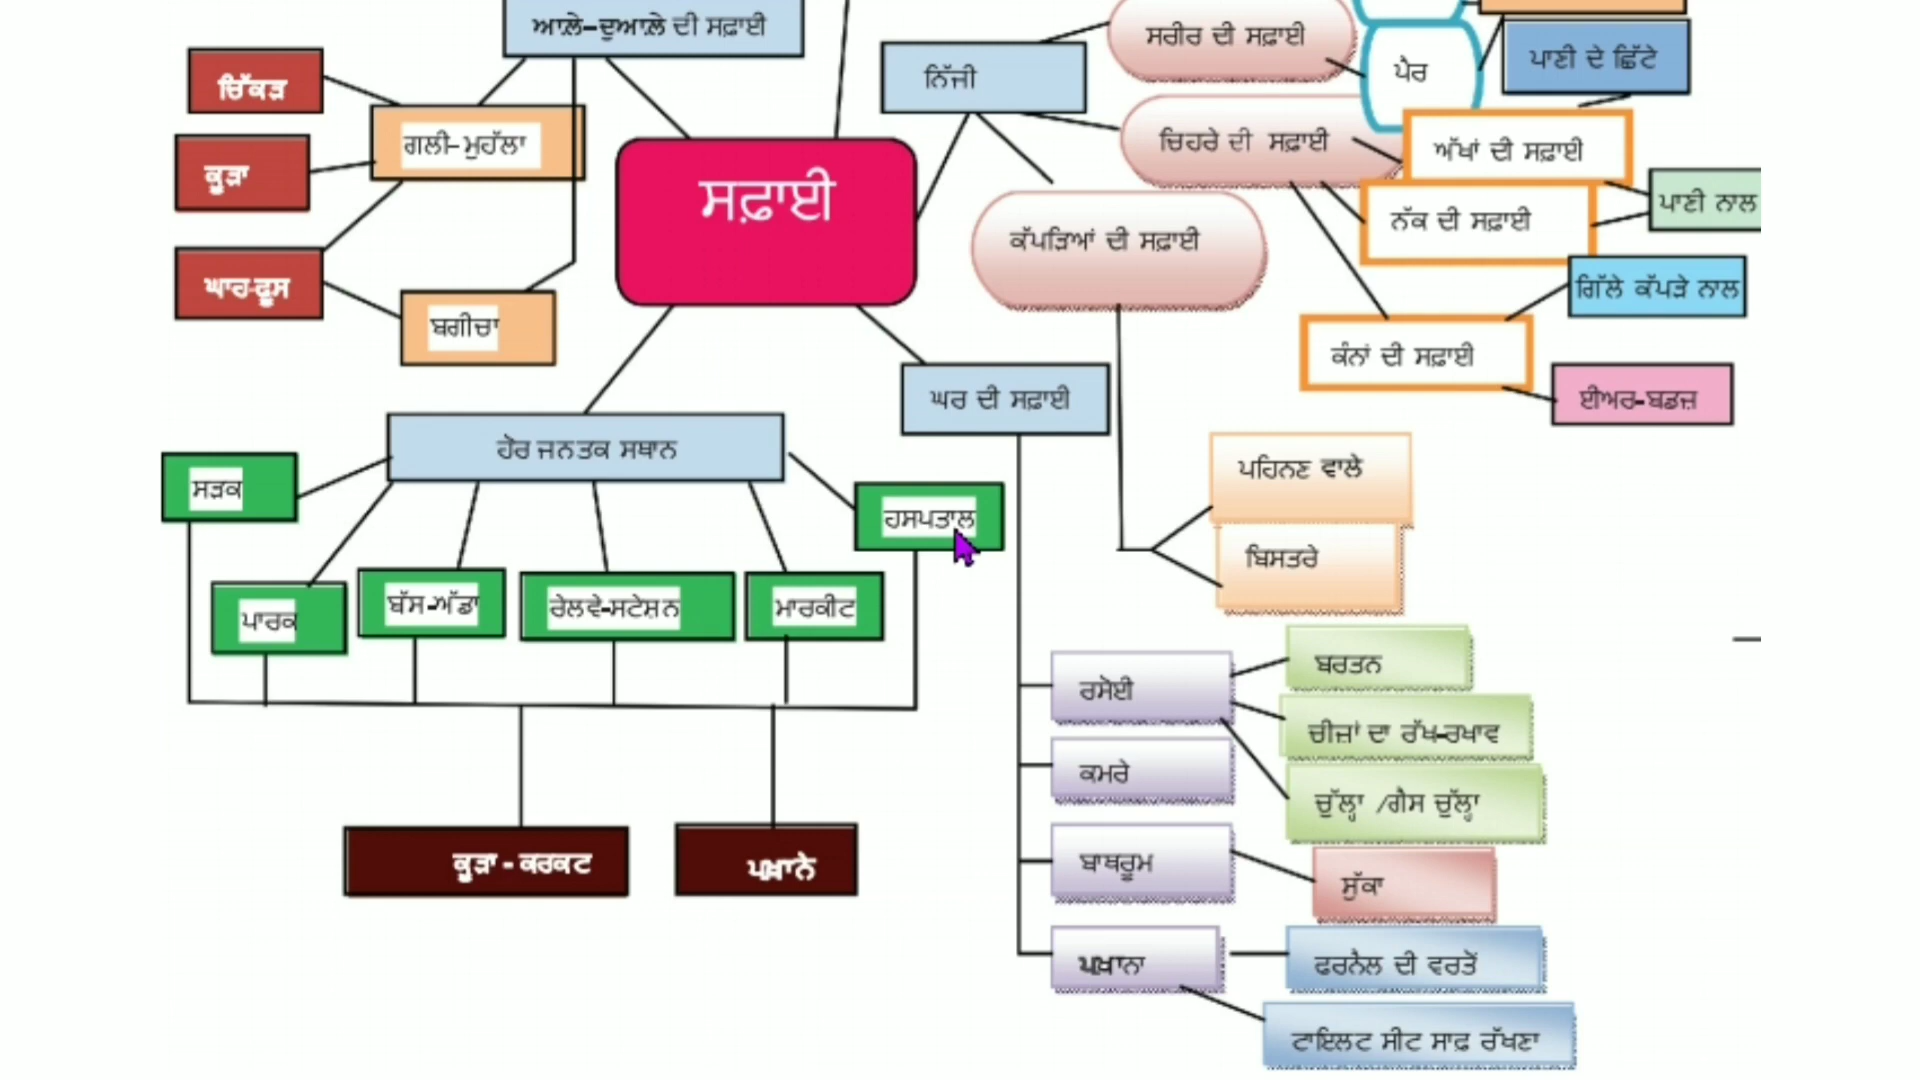 ਆਲੇ-ਦੁਆਲੇ ਦੀ ਸਫ਼ਾਈ
ਸਰੀਰ ਦੀ ਸਫ਼ਾਈ
ਪਾਣੀ ਦੇ ਛਿੱਟੇ
ਪੈਰ
ਨਿੱਜੀ
ਚਿੱਕੜ
ਗਲੀ-ਮੁਹੱਲਾ
ਚਿਹਰੇ ਦੀ ਸਫ਼ਾਈ
ਅੱਖਾਂ ਦੀ ਸਫ਼ਾਈ
ਕੂੜਾ
ਸਫ਼ਾਈ
ਪਾਣੀ ਨਾਲ
ਨੱਕ ਦੀ ਸਫ਼ਾਈ
ਕੱਪੜਿਆਂ ਦੀ ਸਫ਼ਾਈ
ਘਾਹ-ਫੂਸ
ਗਿੱਲੇ ਕੱਪੜੇ ਨਾਲ
ਬਗੀਚਾ
ਕੰਨਾਂ ਦੀ ਸਫ਼ਾਈ
ਘਰ ਦੀ ਸਫ਼ਾਈ
ਈਅਰ-ਬਡਜ਼
ਹੋਰ ਜਨਤਕ ਸਥਾਨ
ਪਹਿਨਣ ਵਾਲੇ
ਸੜਕ
ਹਸਪਤਾਲ
ਬਿਸਤਰੇ
ਪਾਰਕ
ਬੱਸ-ਅੱਡਾ
ਰੇਲਵੇ-ਸਟੇਸ਼ਨ
ਮਾਰਕੀਟ
ਬਰਤਨ
ਰਸੋਈ
ਚੀਜ਼ਾਂ ਦਾ ਰੱਖ-ਰਖਾਵ
ਕਮਰੇ
ਚੁੱਲ੍ਹਾ /ਗੈਸ ਚੁੱਲ੍ਹਾ
ਬਾਥਰੂਮ
ਕੂੜਾ - ਕਰਕਟ
ਪਖ਼ਾਨੇ
ਸੁੱਕਾ
ਪਖ਼ਾਨਾ
ਫਰਨੈਲ ਦੀ ਵਰਤੋਂ
ਟਾਇਲਟ ਸੀਟ ਸਾਫ਼ ਰੱਖਣਾ